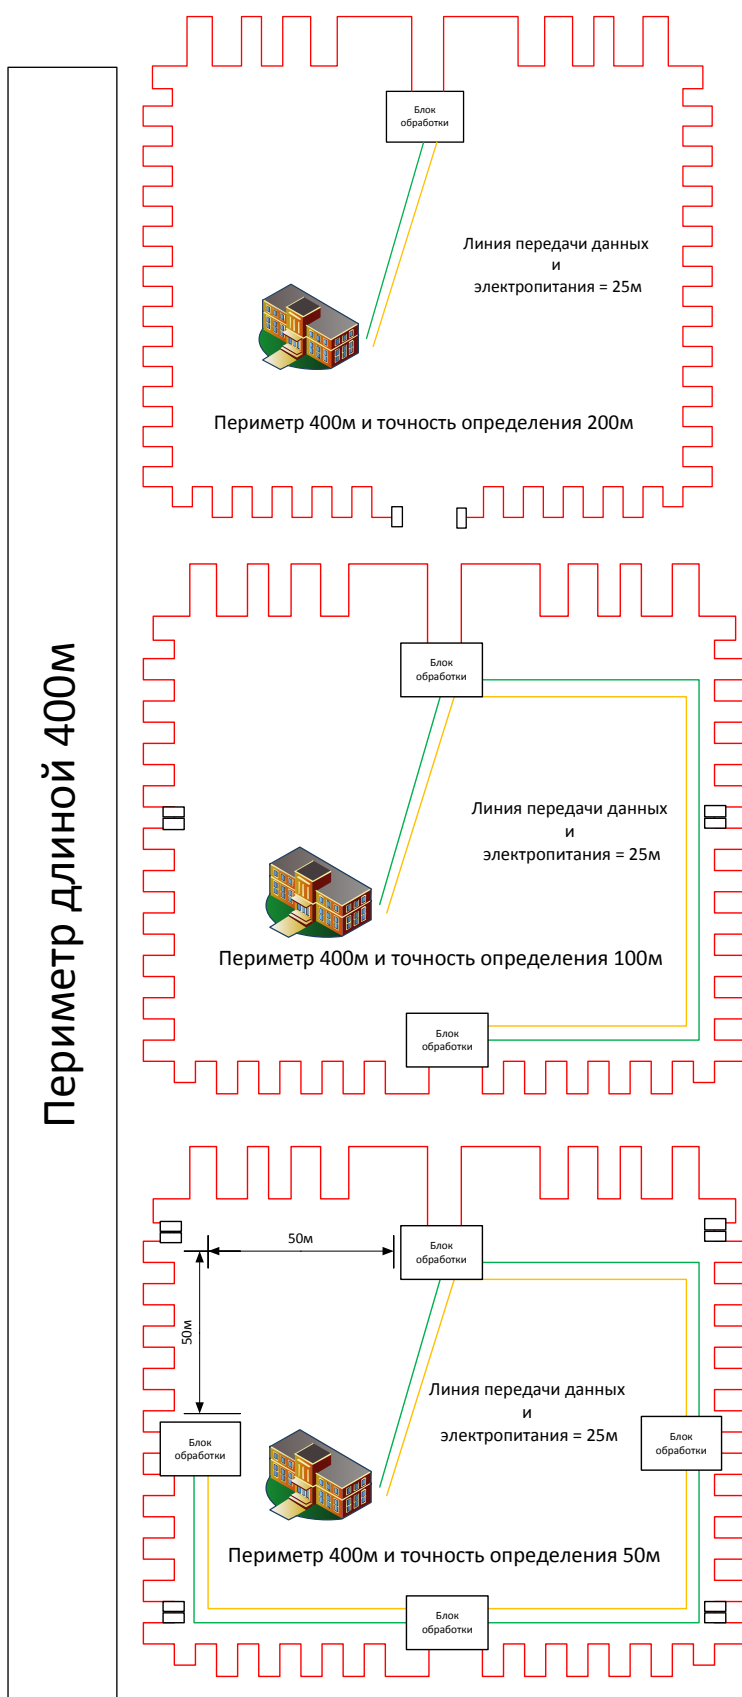 Периметр длиной 400м
Блок
обработки
Линия передачи данных
и
электропитания = 25м
Периметр 400м и точность определения 200м
Блок
обработки
Линия передачи данных
и
электропитания = 25м
Периметр 400м и точность определения 100м
Блок
обработки
50м
Блок
обработки
50м
Линия передачи данных
и
электропитания = 25м
Блок
обработки
Блок
обработки
Периметр 400м и точность определения 50м
Блок
обработки